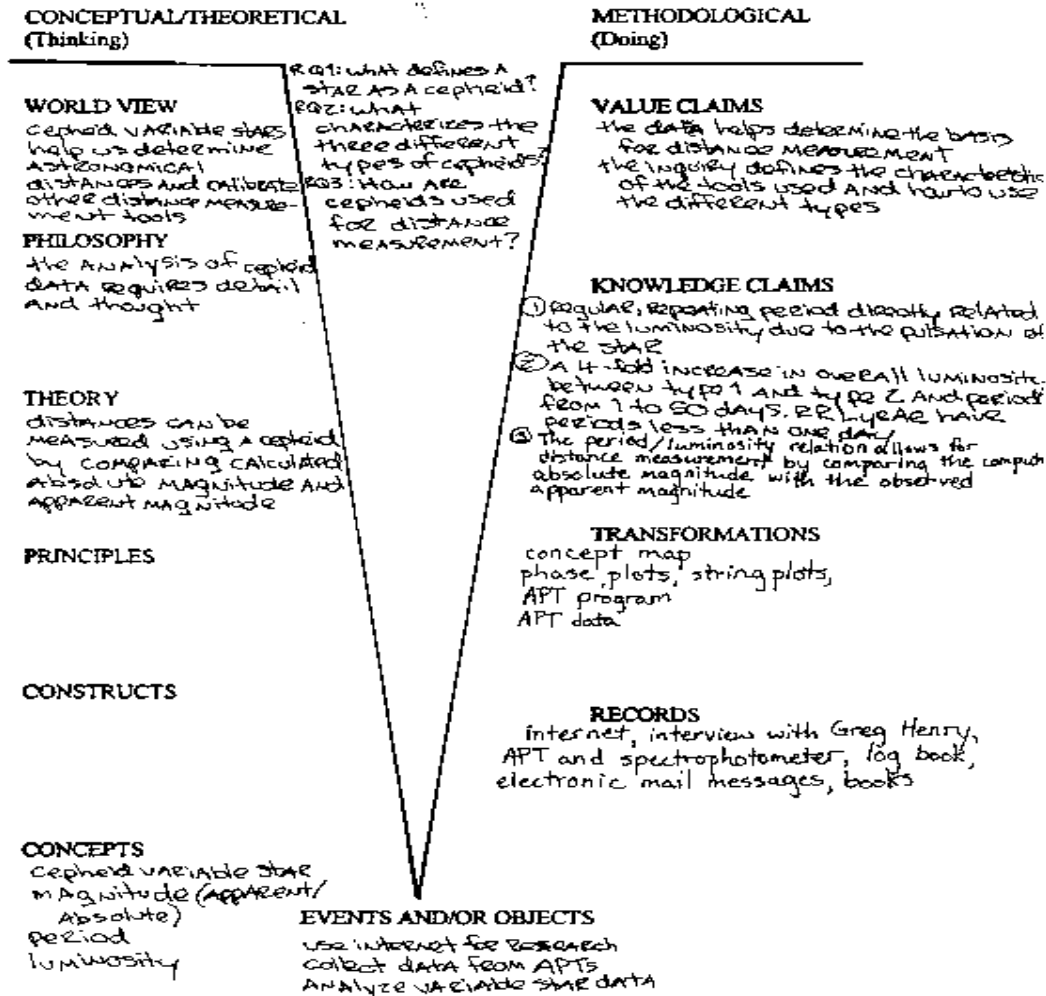 CONCEPTUAL/THEORETICAL
(Thinking)
METHODOLOGICAL
(Doing)
RQ1: what defines A
STAR AS A cepheid?
RQ2: what
characterizes the
three different
types of cepheids?
RQ3: How are
cepheids used
for distance
measurement?
WORLD VIEW
cepheid variable stars
help us determine
astronomical
distances and calibrate
other distance measure-
ment tools
PHILOSOPHY
the analysis of cepheid
data requires detail
and thought
THEORY
distances can be
measured using a cepheid
by comparing calculated
absolute magnitude and
apparent magnitude
PRINCIPLES
CONSTRUCTS
CONCEPTS
cepheid variable star
magnitude (apparent/
absolute)
period
luminosity
VALUE CLAIMS
the data helps determine the basis
for distance measurement
the inquiry defines the characteristic
of the tools used and how to use
the different types
KNOWLEDGE CLAIMS
① Regular, repeating period directly related
to the luminosity due to the pulsation of
the star
② A 4-fold increase in overall luminosity
between type 1 and type 2 and period
from 1 to 50 days. RR Lyrae have
periods less than one day/
③ The period/luminosity relation allows for
distance measurement by comparing the comput
absolute magnitude with the observed
apparent magnitude
TRANSFORMATIONS
concept map
phase plots, string plots,
APT program
APT data
RECORDS
internet, interview with Greg Henry,
APT and spectrophotometer, log book,
electronic mail messages, books
EVENTS AND/OR OBJECTS
use internet for research
collect data from APTs
analyze variable star data